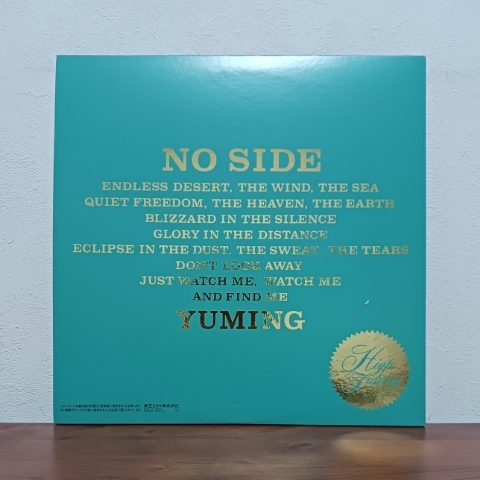 NO SIDE
ENDLESS DESERT, THE WIND, THE SEA
QUIET FREEDOM, THE HEAVEN, THE EARTH
BLIZZARD IN THE SILENCE
GLORY IN THE DISTANCE
ECLIPSE IN THE DUST, THE SWEAT, THE TEARS
DON'T LOOK AWAY
JUST WATCH ME, WATCH ME
AND FIND ME
YUMING
High
Fidelity